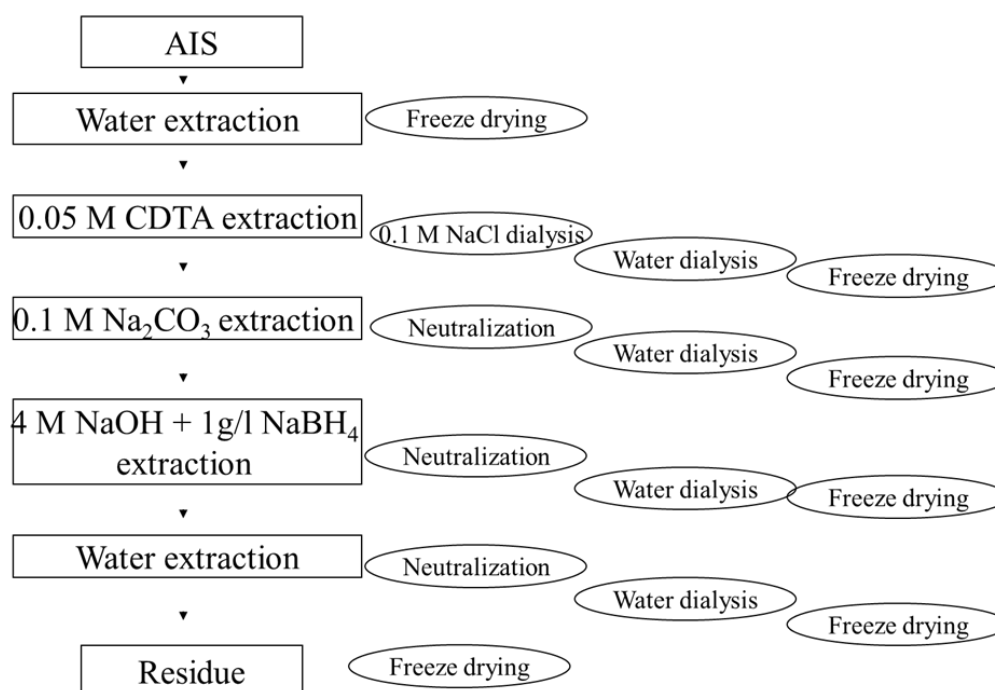 AIS
Water extraction
Freeze drying
0.05 M CDTA extraction
0.1 M NaCl dialysis
Water dialysis
Freeze drying
0.1 M Na₂CO₃ extraction
Neutralization
Water dialysis
Freeze drying
4 M NaOH + 1g/l NaBH₄
extraction
Neutralization
Water dialysis
Freeze drying
Water extraction
Neutralization
Water dialysis
Freeze drying
Residue
Freeze drying